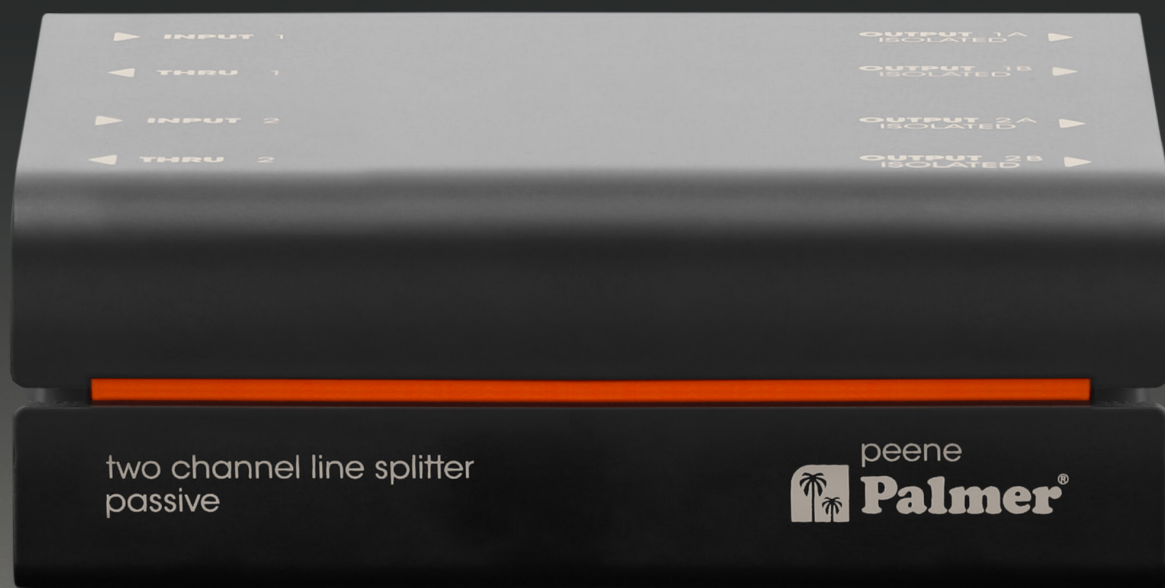 INPUT 1
THRU 1
INPUT 2
THRU 2
OUTPUT 1A
ISOLATED
OUTPUT 1B
ISOLATED
OUTPUT 2A
ISOLATED
OUTPUT 2B
ISOLATED
two channel line splitter
passive
peene
Palmer®